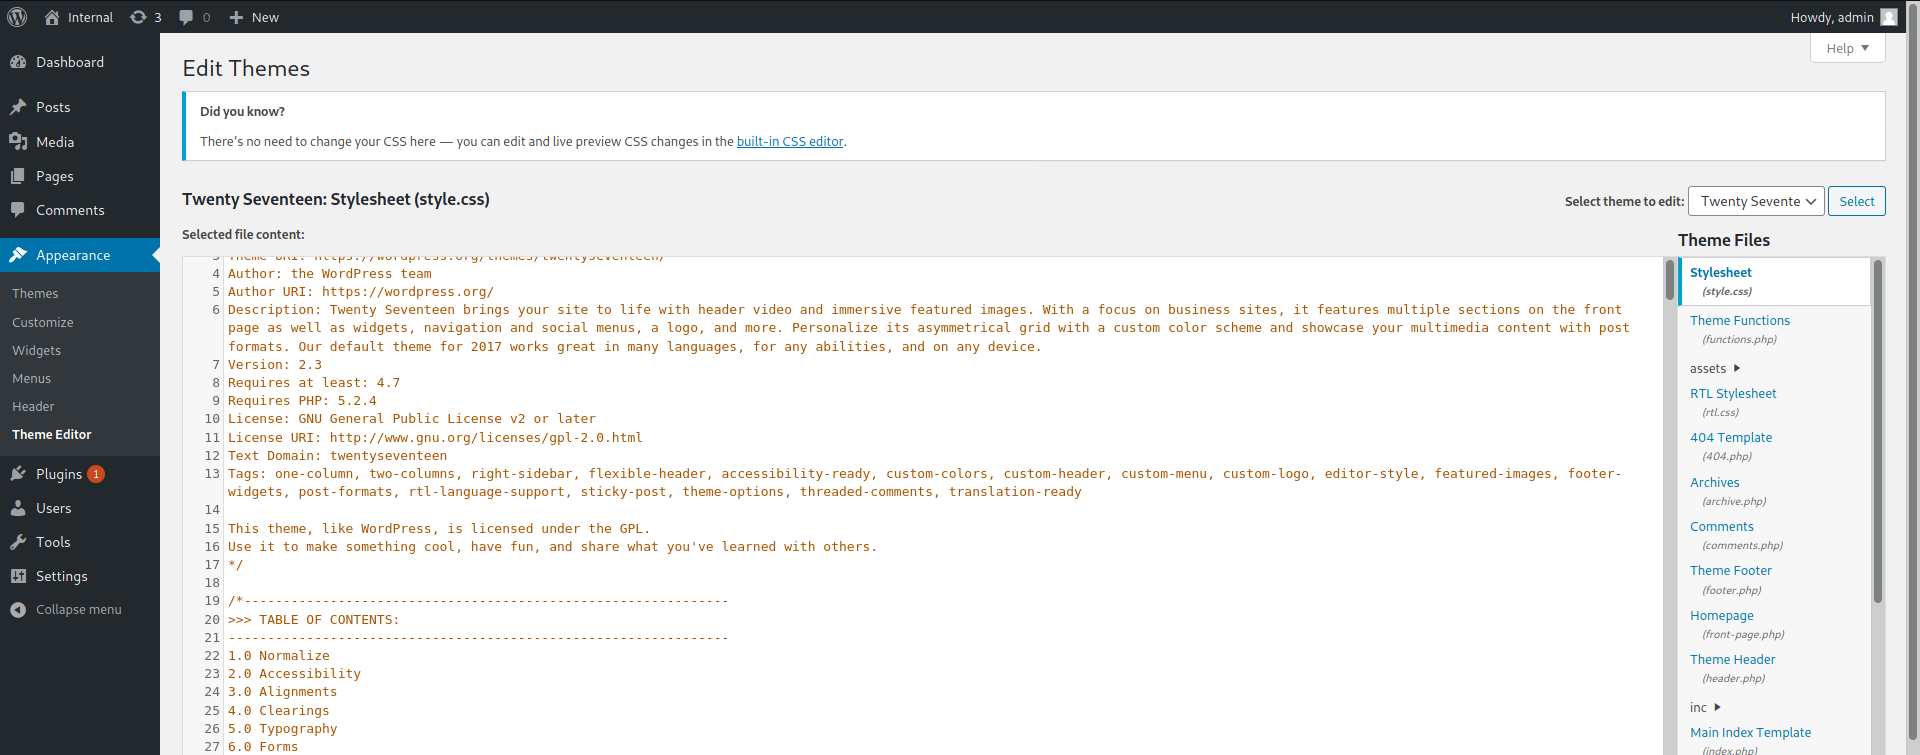 Internal 3 0 New Howdy, admin
Help
Dashboard
Posts
Media
Pages
Comments
Appearance
Themes
Customize
Widgets
Menus
Header
Theme Editor
Plugins 1
Users
Tools
Settings
Collapse menu
Edit Themes
Did you know?
There's no need to change your CSS here — you can edit and live preview CSS changes in the built-in CSS editor.
Twenty Seventeen: Stylesheet (style.css)
Select theme to edit: Twenty Sevente Select
Selected file content:
3 Theme URI: https://wordpress.org/themes/twentyseventeen/
4 Author: the WordPress team
5 Author URI: https://wordpress.org/
6 Description: Twenty Seventeen brings your site to life with header video and immersive featured images. With a focus on business sites, it features multiple sections on the front
page as well as widgets, navigation and social menus, a logo, and more. Personalize its asymmetrical grid with a custom color scheme and showcase your multimedia content with post
formats. Our default theme for 2017 works great in many languages, for any abilities, and on any device.
7 Version: 2.3
8 Requires at least: 4.7
9 Requires PHP: 5.2.4
10 License: GNU General Public License v2 or later
11 License URI: http://www.gnu.org/licenses/gpl-2.0.html
12 Text Domain: twentyseventeen
13 Tags: one-column, two-columns, right-sidebar, flexible-header, accessibility-ready, custom-colors, custom-header, custom-menu, custom-logo, editor-style, featured-images, footer-
widgets, post-formats, rtl-language-support, sticky-post, theme-options, threaded-comments, translation-ready
14
15 This theme, like WordPress, is licensed under the GPL.
16 Use it to make something cool, have fun, and share what you've learned with others.
17 */
18
19 /*--------------------------------------------------------------
20 >>> TABLE OF CONTENTS:
21 ----------------------------------------------------------------
22 1.0 Normalize
23 2.0 Accessibility
24 3.0 Alignments
25 4.0 Clearings
26 5.0 Typography
27 6.0 Forms
Theme Files
Stylesheet
(style.css)
Theme Functions
(functions.php)
assets
RTL Stylesheet
(rtl.css)
404 Template
(404.php)
Archives
(archive.php)
Comments
(comments.php)
Theme Footer
(footer.php)
Homepage
(front-page.php)
Theme Header
(header.php)
inc
Main Index Template
(index.php)